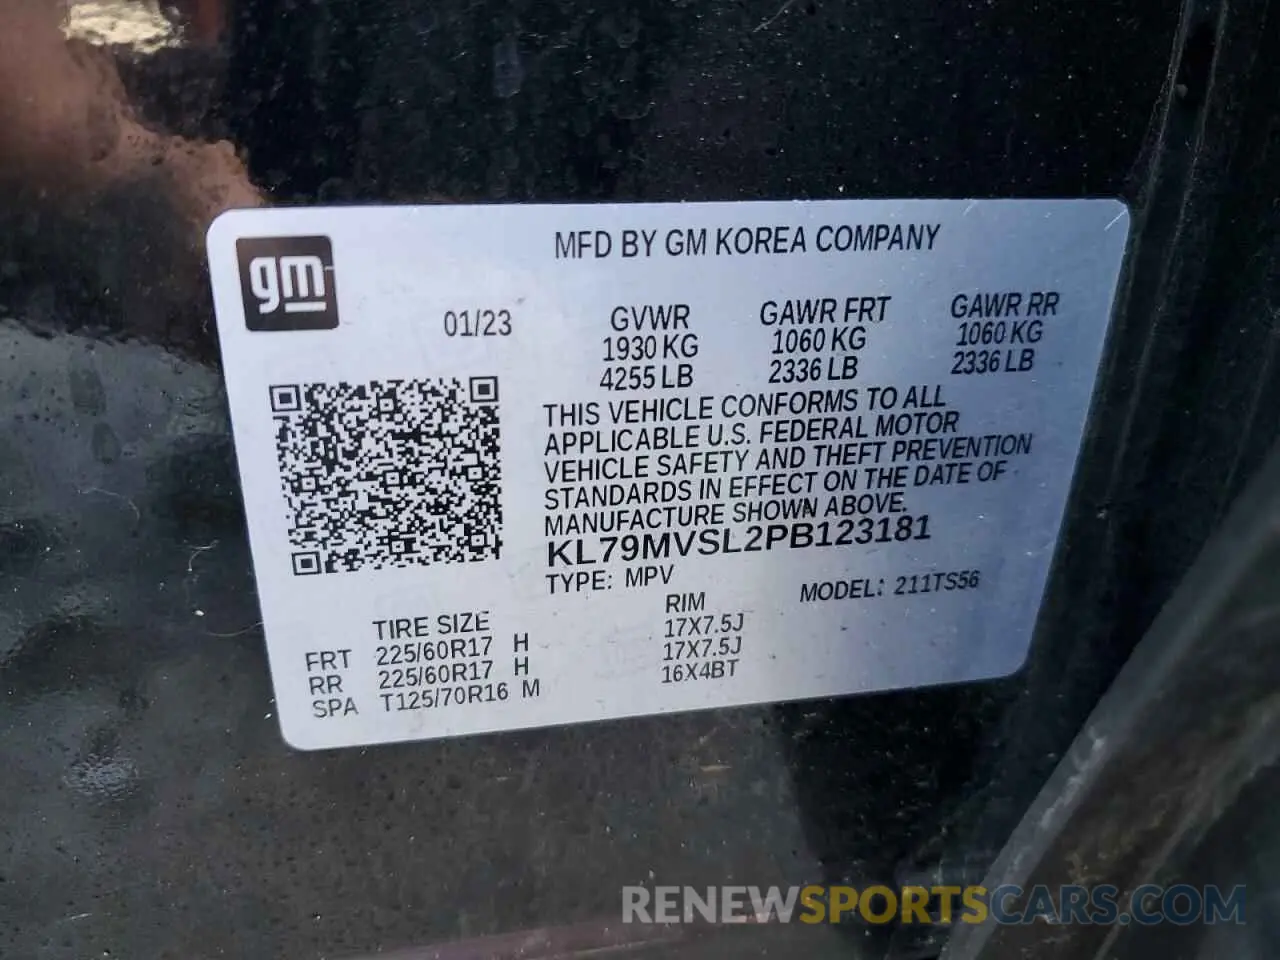 gm
MFD BY GM KOREA COMPANY
01/23
GVWR GAWR FRT GAWR RR
1930 KG 1060 KG 1060 KG
4255 LB 2336 LB 2336 LB
THIS VEHICLE CONFORMS TO ALL
APPLICABLE U.S. FEDERAL MOTOR
VEHICLE SAFETY AND THEFT PREVENTION
STANDARDS IN EFFECT ON THE DATE OF
MANUFACTURE SHOWN ABOVE.
KL79MVSL2PB123181
TYPE: MPV MODEL: 211TS56
TIRE SIZE RIM
FRT 225/60R17 H 17X7.5J
RR 225/60R17 H 17X7.5J
SPA T125/70R16 M 16X4BT
RENEWSPORTSCARS.COM